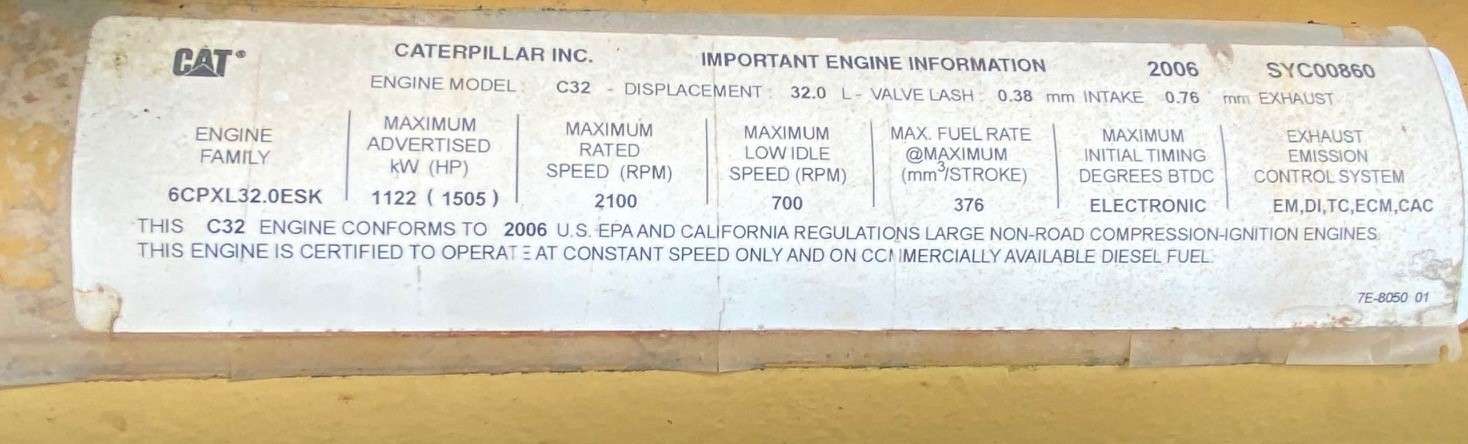 CAT® CATERPILLAR INC. IMPORTANT ENGINE INFORMATION 2006 SYC00860
ENGINE MODEL: C32 - DISPLACEMENT: 32.0 L - VALVE LASH: 0.38 mm INTAKE 0.76 mm EXHAUST
ENGINE FAMILY
6CPXL32.0ESK
MAXIMUM ADVERTISED kW (HP)
1122 ( 1505 )
MAXIMUM RATED SPEED (RPM)
2100
MAXIMUM LOW IDLE SPEED (RPM)
700
MAX. FUEL RATE @MAXIMUM (mm³/STROKE)
376
MAXIMUM INITIAL TIMING DEGREES BTDC
ELECTRONIC
EXHAUST EMISSION CONTROL SYSTEM
EM,DI,TC,ECM,CAC
THIS C32 ENGINE CONFORMS TO 2006 U.S. EPA AND CALIFORNIA REGULATIONS LARGE NON-ROAD COMPRESSION-IGNITION ENGINES
THIS ENGINE IS CERTIFIED TO OPERATE AT CONSTANT SPEED ONLY AND ON COMMERCIALLY AVAILABLE DIESEL FUEL.
7E-8050 01